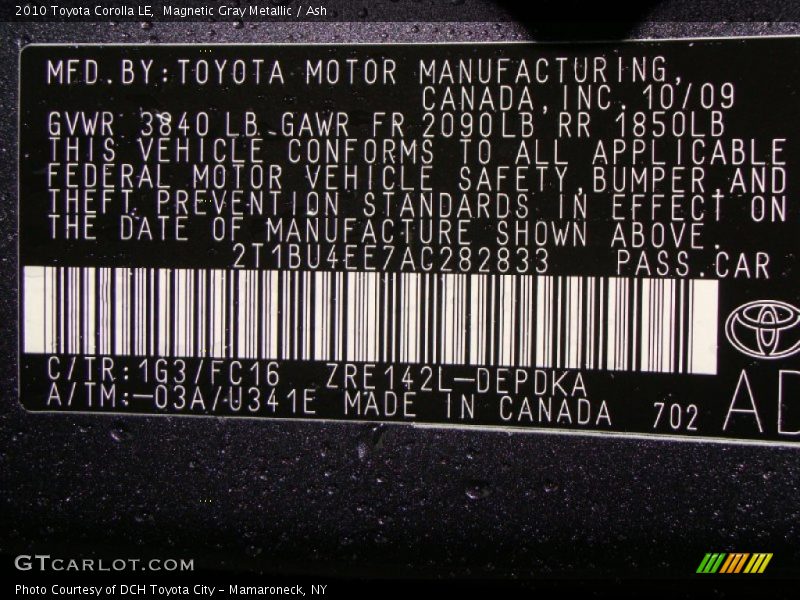 2010 Toyota Corolla LE, Magnetic Gray Metallic / Ash
MFD.BY:TOYOTA MOTOR MANUFACTURING,
CANADA,INC.10/09
GVWR 3840 LB GAWR FR 2090LB RR 1850LB
THIS VEHICLE CONFORMS TO ALL APPLICABLE
FEDERAL MOTOR VEHICLE SAFETY,BUMPER,AND
THEFT PREVENTION STANDARDS IN EFFECT ON
THE DATE OF MANUFACTURE SHOWN ABOVE.
2T1BU4EE7AC282833 PASS.CAR
C/TR:1G3/FC16 ZRE142L-DEPDKA
A/TM:-03A/U341E MADE IN CANADA 702
AD
GTCARLOT.COM
Photo Courtesy of DCH Toyota City - Mamaroneck, NY